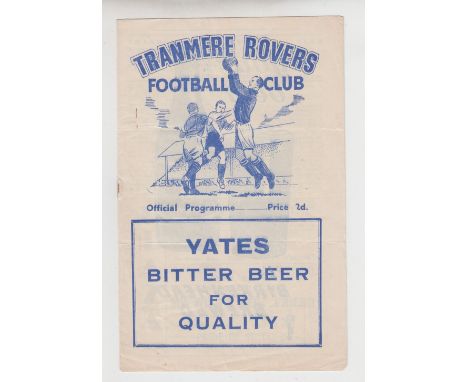 TRANMERE ROVERS
FOOTBALL CLUB
Official Programme Price 2d.
YATES
BITTER BEER
FOR
QUALITY